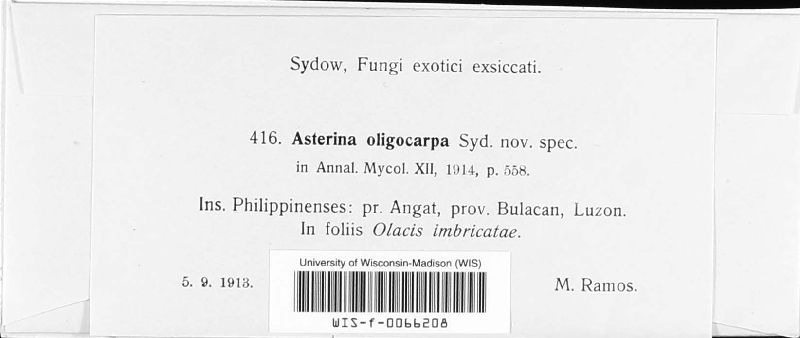 Sydow, Fungi exotici exsiccati.
416. Asterina oligocarpa Syd. nov. spec.
in Annal. Mycol. XII, 1914, p. 558.
Ins. Philippinenses: pr. Angat, prov. Bulacan, Luzon.
In foliis Olacis imbricatae.
5. 9. 1913.
M. Ramos.
University of Wisconsin-Madison (WIS)
WIS-f-0066208